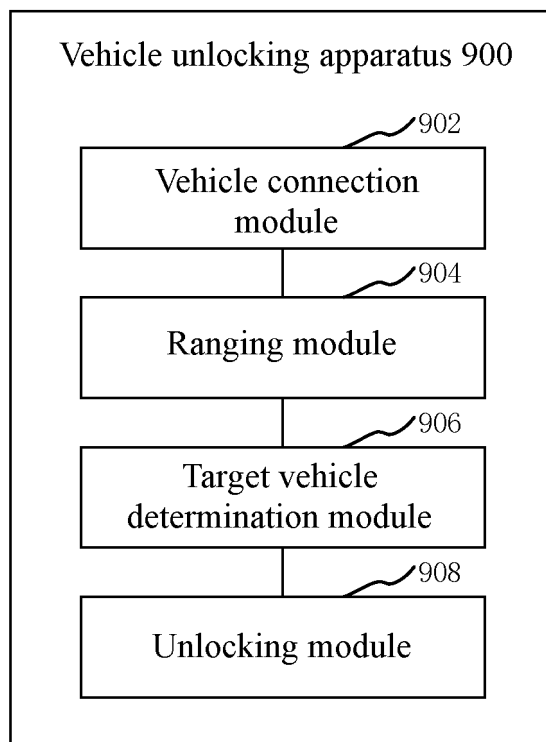 Vehicle unlocking apparatus 900
902
Vehicle connection
module
904
Ranging module
906
Target vehicle
determination module
908
Unlocking module